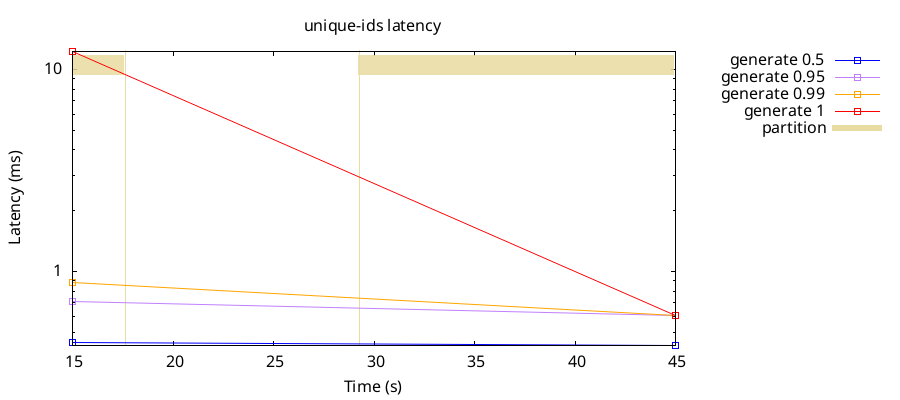 unique-ids latency
generate 0.5
generate 0.95
generate 0.99
generate 1
partition
10
1
Latency (ms)
15 20 25 30 35 40 45
Time (s)